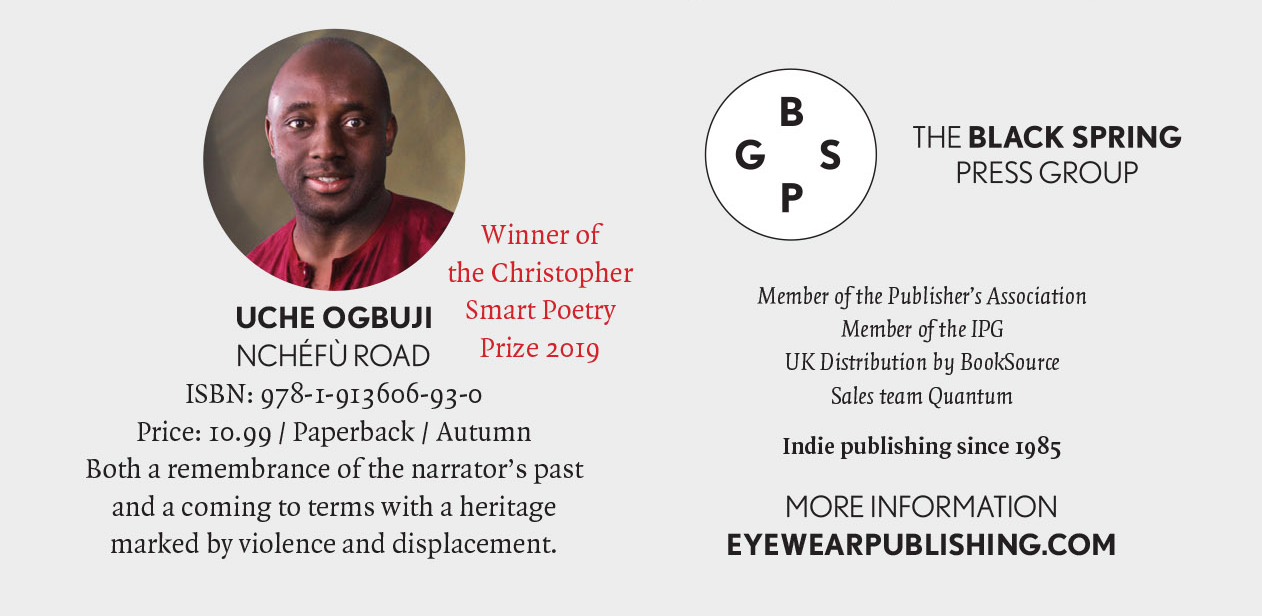 Winner of
the Christopher
Smart Poetry
Prize 2019
UCHE OGBUJI
NCHÉFÙ ROAD
ISBN: 978-1-913606-93-0
Price: 10.99 / Paperback / Autumn
Both a remembrance of the narrator’s past
and a coming to terms with a heritage
marked by violence and displacement.
B
G S
P
THE BLACK SPRING
PRESS GROUP
Member of the Publisher’s Association
Member of the IPG
UK Distribution by BookSource
Sales team Quantum
Indie publishing since 1985
MORE INFORMATION
EYEWEARPUBLISHING.COM